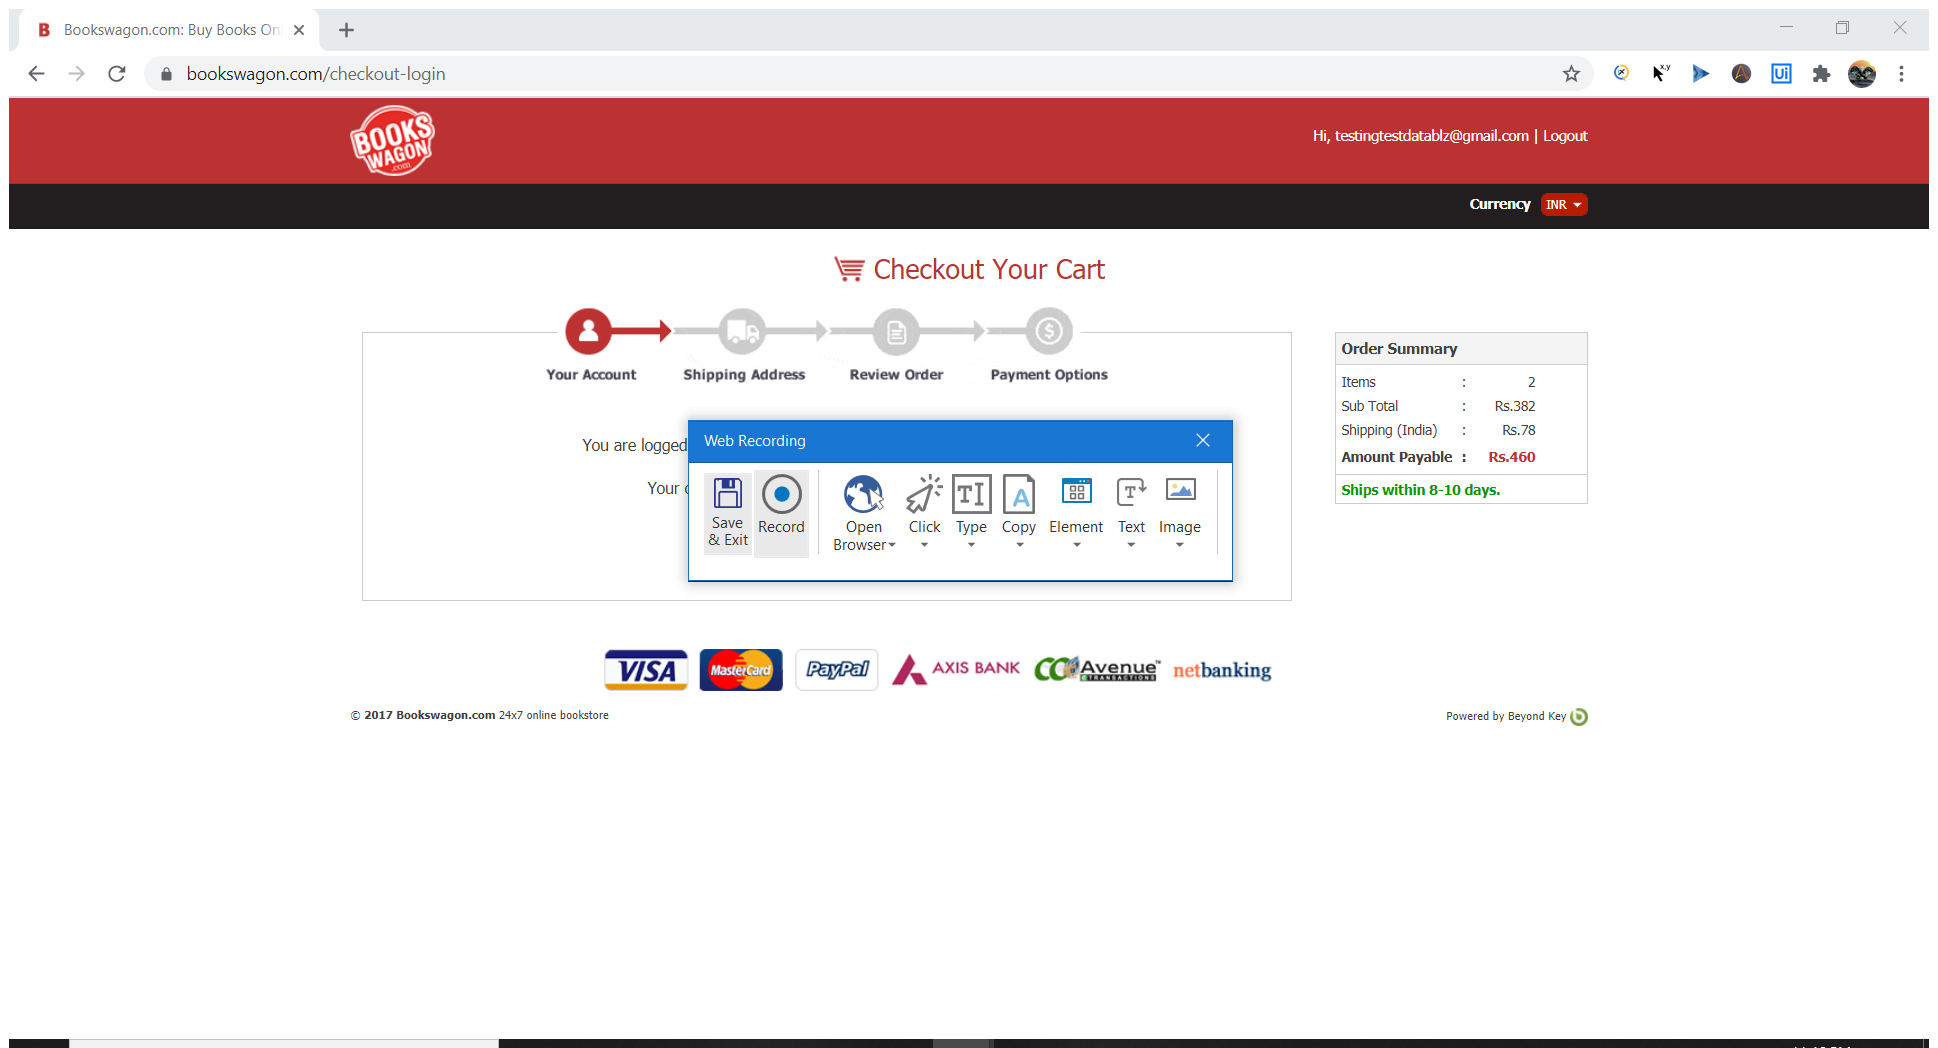 B Bookswagon.com: Buy Books Onl
bookswagon.com/checkout-login
x,y
Ui
BOOKS
WAGON
.com
Hi, testingtestdatablz@gmail.com | Logout
Currency INR
Checkout Your Cart
Your Account Shipping Address Review Order Payment Options
Order Summary
Items : 2
Sub Total : Rs.382
Shipping (India) : Rs.78
Amount Payable : Rs.460
Ships within 8-10 days.
You are logged
Your
Web Recording
Save
& Exit
Record
Open
Browser
Click
Type
Copy
Element
Text
Image
VISA MasterCard PayPal AXIS BANK CCAvenue netbanking
TRANSACTIONS
© 2017 Bookswagon.com 24x7 online bookstore
Powered by Beyond Key